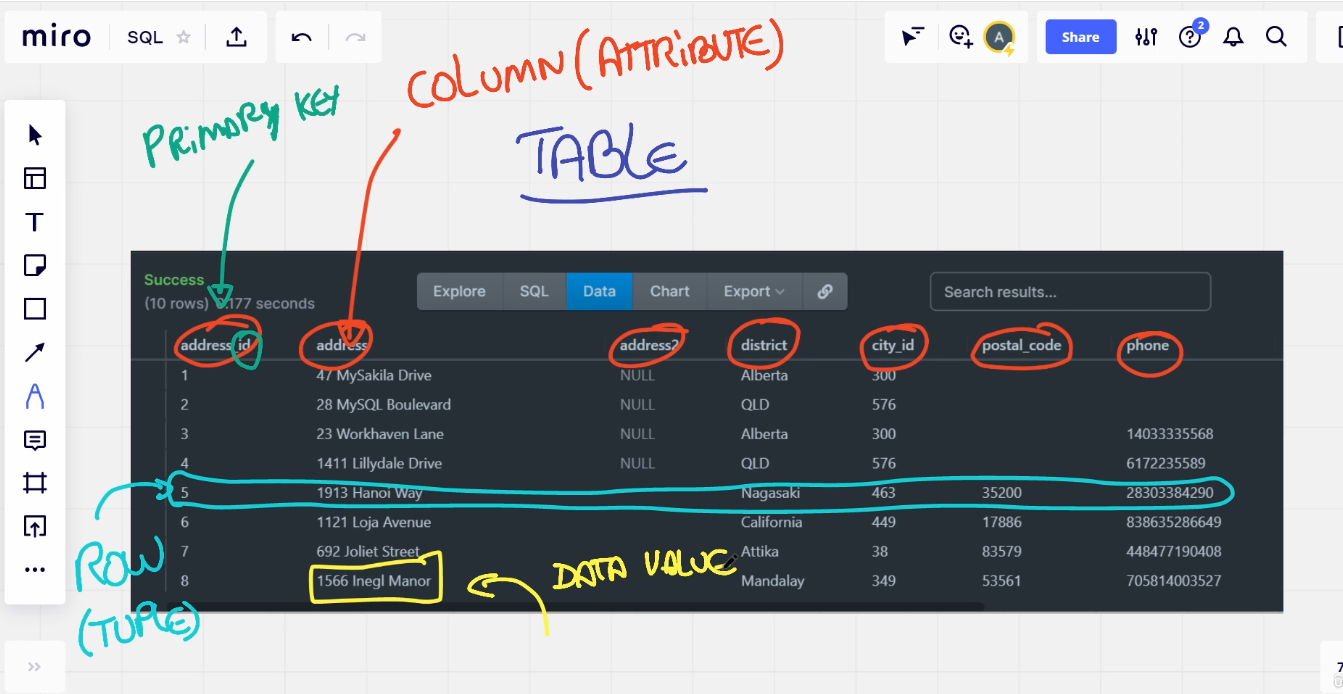 miro SQL Share 2
A
COLUMN (ATTRIBUTE)
PRIMARY KEY
TABLE
Success
(10 rows) 0.177 seconds
Explore SQL Data Chart Export Search results...
address_id address address2 district city_id postal_code phone
1 47 MySakila Drive NULL Alberta 300
2 28 MySQL Boulevard NULL QLD 576
3 23 Workhaven Lane NULL Alberta 300 14033335568
4 1411 Lillydale Drive NULL QLD 576 6172235589
5 1913 Hanoi Way Nagasaki 463 35200 28303384290
6 1121 Loja Avenue California 449 17886 838635286649
7 692 Joliet Street Attika 38 83579 448477190408
8 1566 Inegl Manor Mandalay 349 53561 705814003527
ROW
(TUPLE)
DATA VALUE